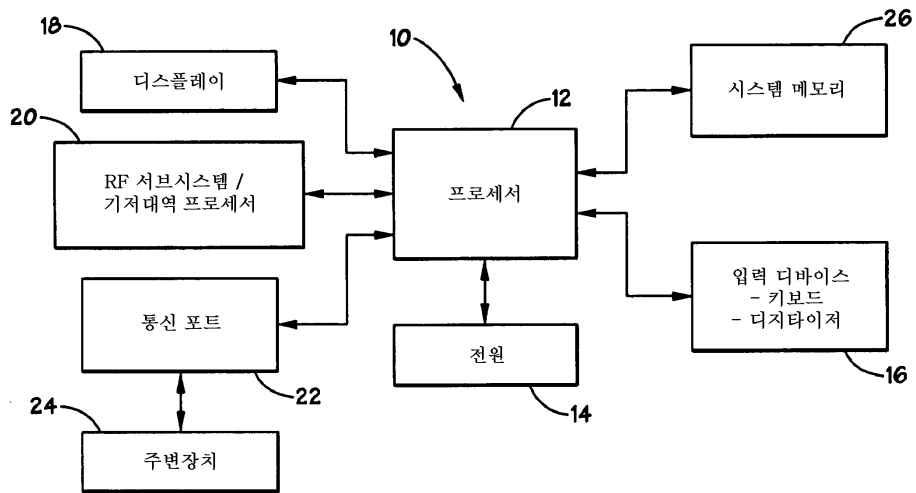 18
디스플레이
10
26
시스템 메모리
20
RF 서브시스템 /
기저대역 프로세서
12
프로세서
통신 포트
22
입력 디바이스
- 키보드
- 디지타이저
16
전원
14
24
주변장치